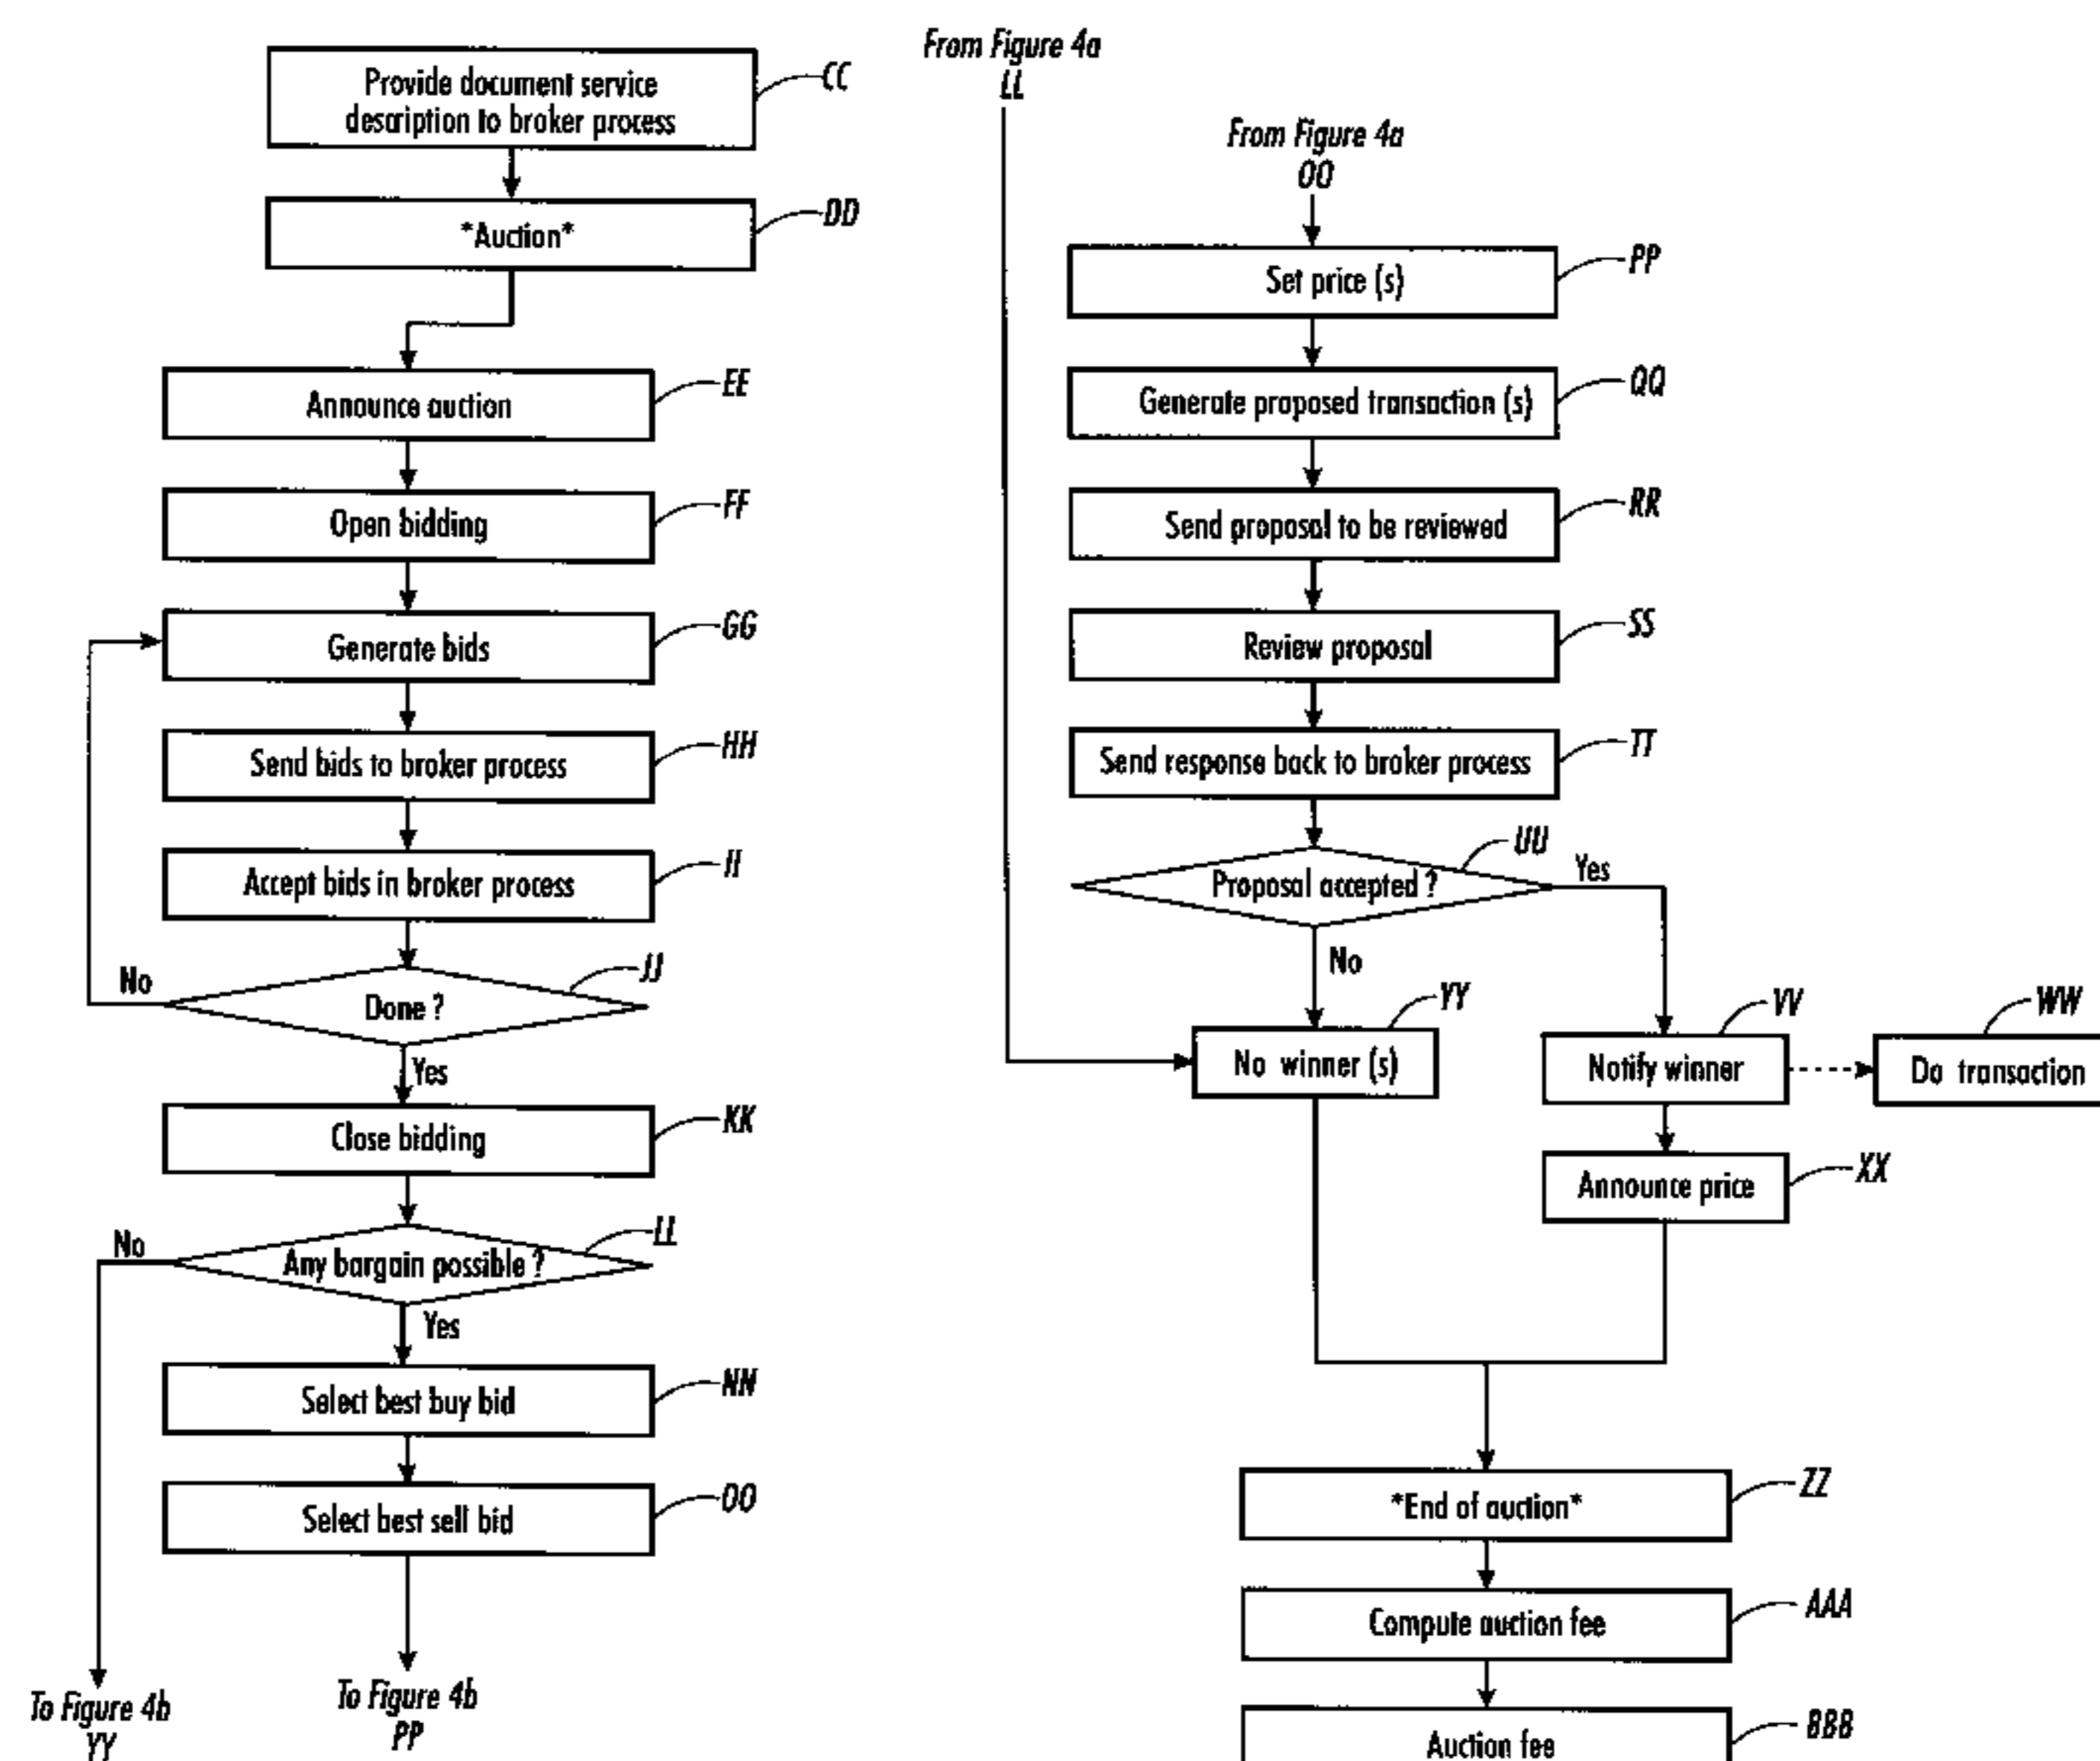 Provide document service
description to broker process
CC
*Auction*
DD
Announce auction
EE
Open bidding
FF
Generate bids
GG
Send bids to broker process
HH
Accept bids in broker process
II
Done ?
JJ
No
Yes
Close bidding
KK
Any bargain possible ?
LL
No
Yes
Select best buy bid
NN
Select best sell bid
OO
To Figure 4b
YY
To Figure 4b
PP
From Figure 4a
LL
From Figure 4a
OO
Set price (s)
PP
Generate proposed transaction (s)
QQ
Send proposal to be reviewed
RR
Review proposal
SS
Send response back to broker process
TT
Proposal accepted ?
UU
Yes
No
No winner (s)
YY
Notify winner
VV
Do transaction
WW
Announce price
XX
*End of auction*
ZZ
Compute auction fee
AAA
Auction fee
BBB